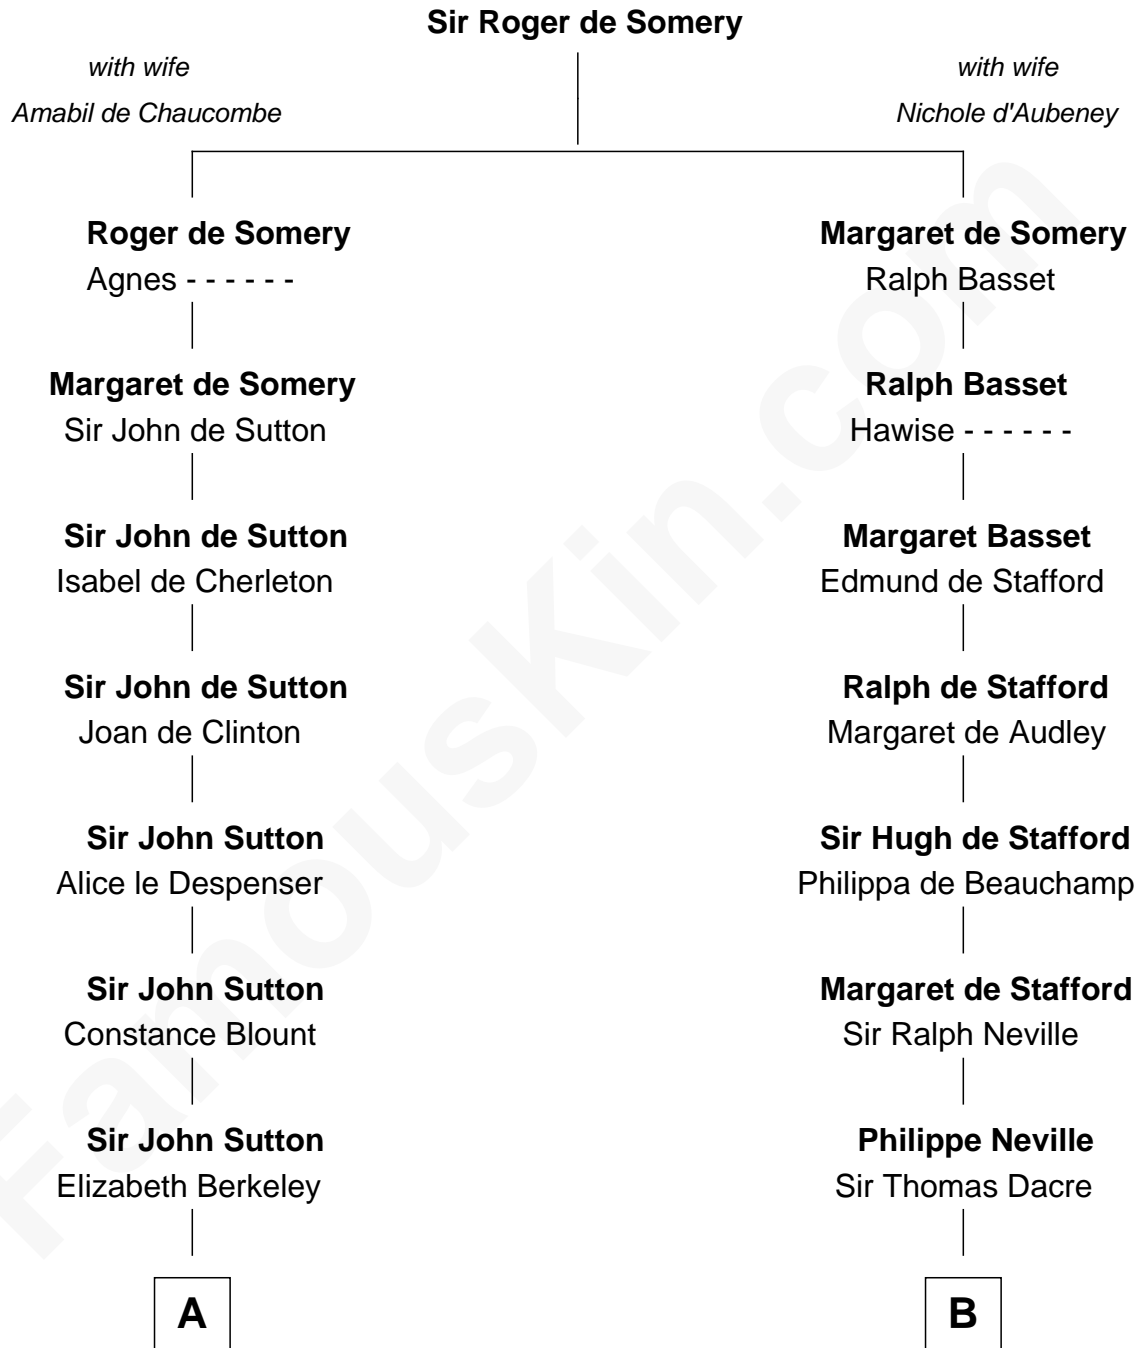 Sir Roger de Somery
with wife
Amabil de Chaucombe
with wife
Nichole d'Aubeney
Roger de Somery
Agnes - - - - - -
Margaret de Somery
Ralph Basset
Margaret de Somery
Sir John de Sutton
Ralph Basset
Hawise - - - - - -
Sir John de Sutton
Isabel de Cherleton
Margaret Basset
Edmund de Stafford
Sir John de Sutton
Joan de Clinton
Ralph de Stafford
Margaret de Audley
Sir John Sutton
Alice le Despenser
Sir Hugh de Stafford
Philippa de Beauchamp
Sir John Sutton
Constance Blount
Margaret de Stafford
Sir Ralph Neville
Sir John Sutton
Elizabeth Berkeley
Philippe Neville
Sir Thomas Dacre
A
B
FamousKin.com